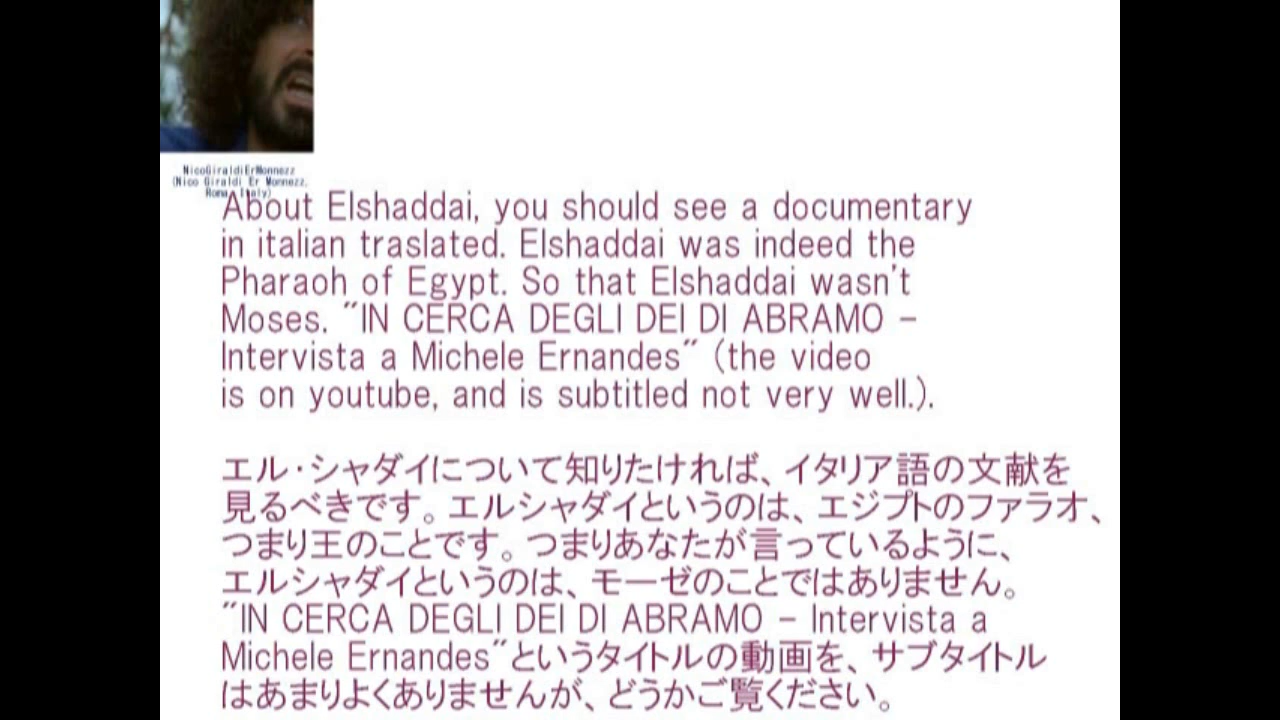 NicoGiraldiErMonnezz
(Nico Giraldi Er Monnezz,
Roma, Italy)
About Elshaddai, you should see a documentary
in italian traslated. Elshaddai was indeed the
Pharaoh of Egypt. So that Elshaddai wasn't
Moses. "IN CERCA DEGLI DEI DI ABRAMO –
Intervista a Michele Ernandes" (the video
is on youtube, and is subtitled not very well.).
エル・シャダイについて知りたければ、イタリア語の文献を
見るべきです。エルシャダイというのは、エジプトのファラオ、
つまり王のことです。つまりあなたが言っているように、
エルシャダイというのは、モーゼのことではありません。
"IN CERCA DEGLI DEI DI ABRAMO – Intervista a
Michele Ernandes"というタイトルの動画を、サブタイトル
はあまりよくありませんが、どうかご覧ください。